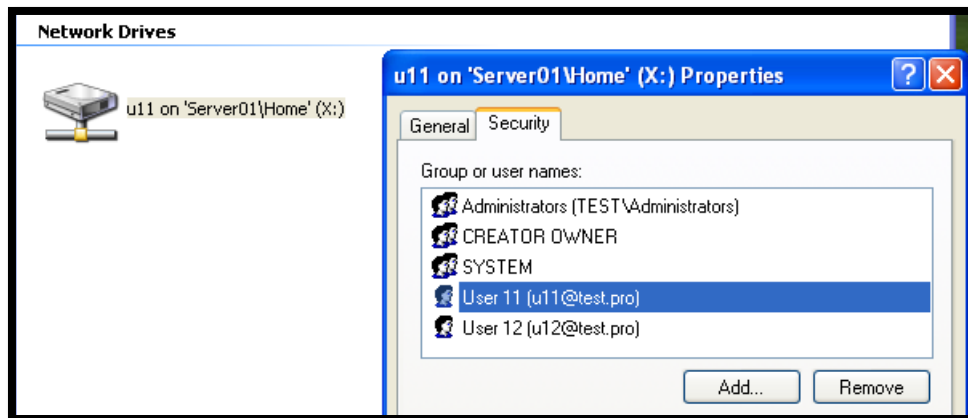 Network Drives
u11 on 'Server01\Home' (X:)
u11 on 'Server01\Home' (X:) Properties
General Security
Group or user names:
Administrators (TEST\Administrators)
CREATOR OWNER
SYSTEM
User 11 (u11@test.pro)
User 12 (u12@test.pro)
Add... Remove